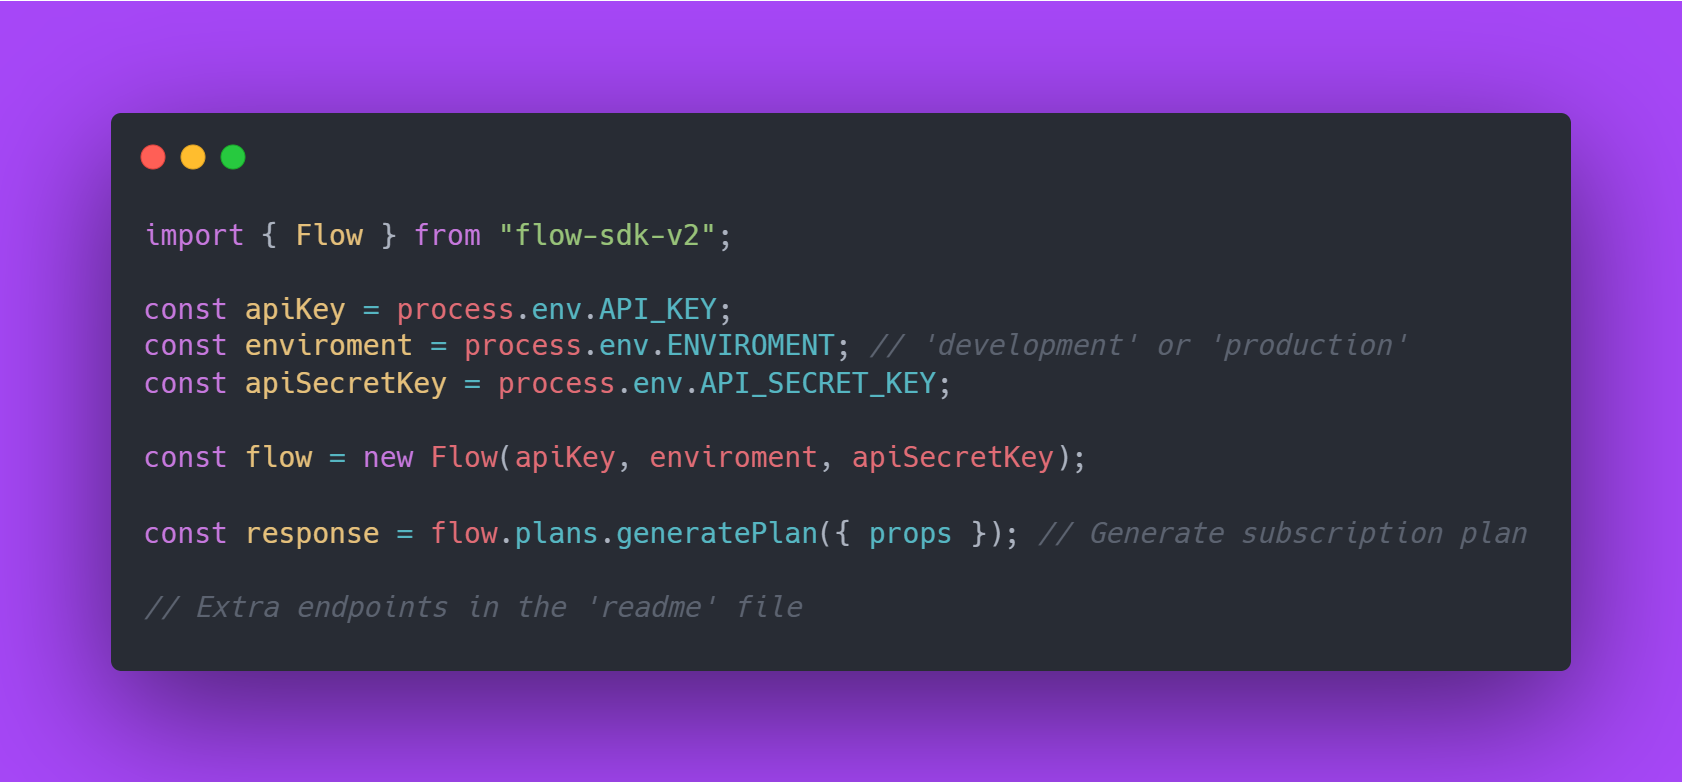 import { Flow } from "flow-sdk-v2";
const apiKey = process.env.API_KEY;
const enviroment = process.env.ENVIROMENT; // 'development' or 'production'
const apiSecretKey = process.env.API_SECRET_KEY;
const flow = new Flow(apiKey, enviroment, apiSecretKey);
const response = flow.plans.generatePlan({ props }); // Generate subscription plan
// Extra endpoints in the 'readme' file